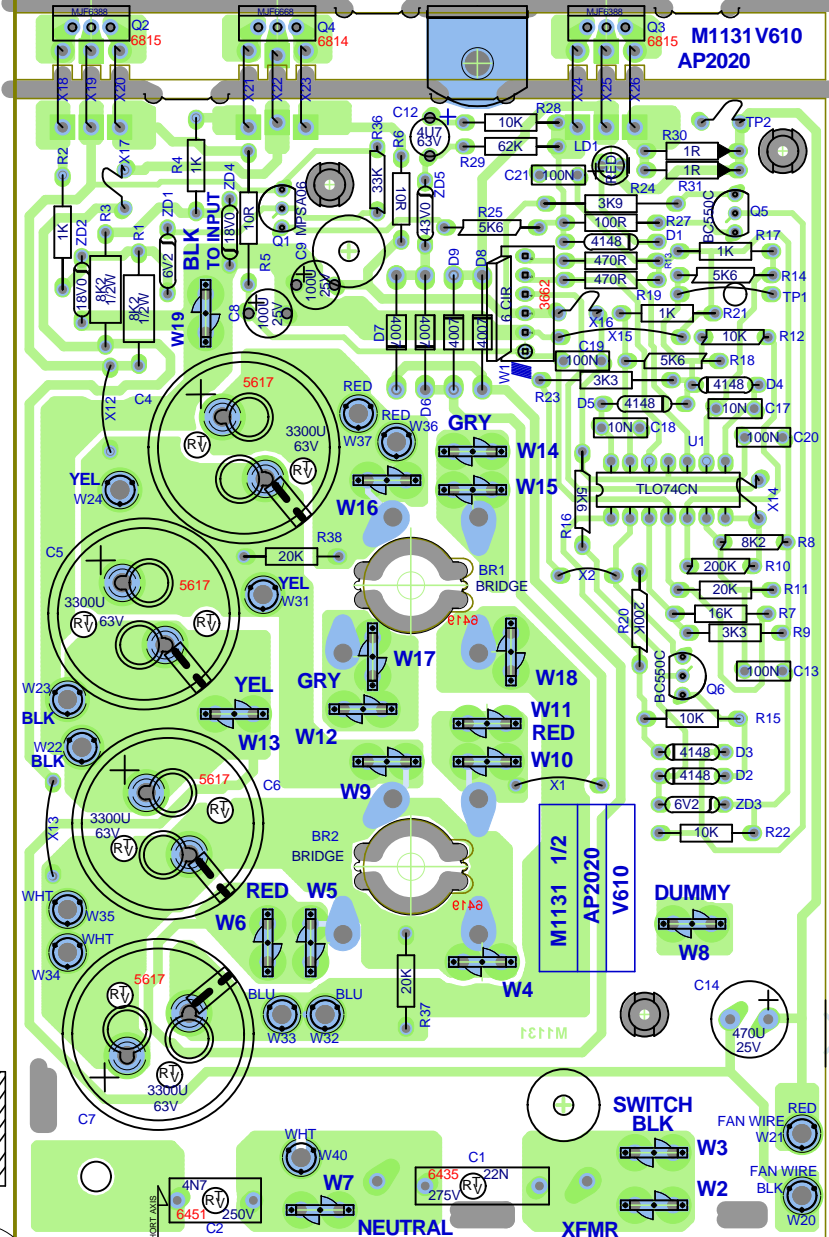 MJF6388
Q2
6815
MJF6668
Q4
6814
MJF6388
Q3
6815
M1131 V610
AP2020
X18
X19
X20
X21
X22
X23
X24
X25
X26
C12
4U7
63V
10K
R28
62K
R29
LD1
RED
C21
100N
R30
1R
1R
R31
TP2
R2
X17
R4
1K
ZD4
R36
33K
R6
10R
ZD5
43V0
R24
3K9
BC550C
Q5
R3
ZD1
ZD2
R1
1K
BLK
TO INPUT
18V0
10R
MPSA06
Q1
C9
R25
5K6
100R
R27
4148
D1
470R
R13
470R
1K
R17
5K6
R14
TP1
18V0
8K2
1/2W
8K2
1/2W
6V2
W19
R5
C8
100U
25V
100U
25V
D9
D8
D7
4007
4007
4007
4007
D6
6 CIR
3662
W1
X16
X15
R19
1K
R21
10K
R12
C19
100N
5K6
R18
R23
3K3
4148
D4
D5
4148
10N
C17
10N
C18
100N
C20
U1
TLO74CN
X14
X12
C4
5617
3300U
63V
RTV
RTV
RED
W37
RED
W36
GRY
W14
W15
W16
YEL
W24
R16
5K6
R38
20K
C5
5617
3300U
63V
RTV
RTV
YEL
W31
BR1
BRIDGE
6419
X2
8K2
R8
200K
R10
20K
R11
16K
R7
3K3
R9
R20
200K
BC550C
Q6
100N
C13
W17
W18
GRY
W12
W11
RED
W10
YEL
W13
W23
BLK
W22
BLK
W9
X1
10K
R15
4148
D3
4148
D2
6V2
ZD3
10K
R22
X13
5617
C6
3300U
63V
RTV
RTV
BR2
BRIDGE
6419
M1131 1/2
AP2020
V610
WHT
W35
WHT
W34
RED
W5
W6
W4
DUMMY
W8
5617
RTV
RTV
3300U
63V
C7
BLU
W33
BLU
W32
20K
R37
M1131
C14
470U
25V
SWITCH
BLK
W3
W2
FAN WIRE
RED
W21
FAN WIRE
BLK
W20
WHT
W40
C1
6435
RTV
22N
275V
4N7
6451
RTV
250V
C2
W7
NEUTRAL
XFMR